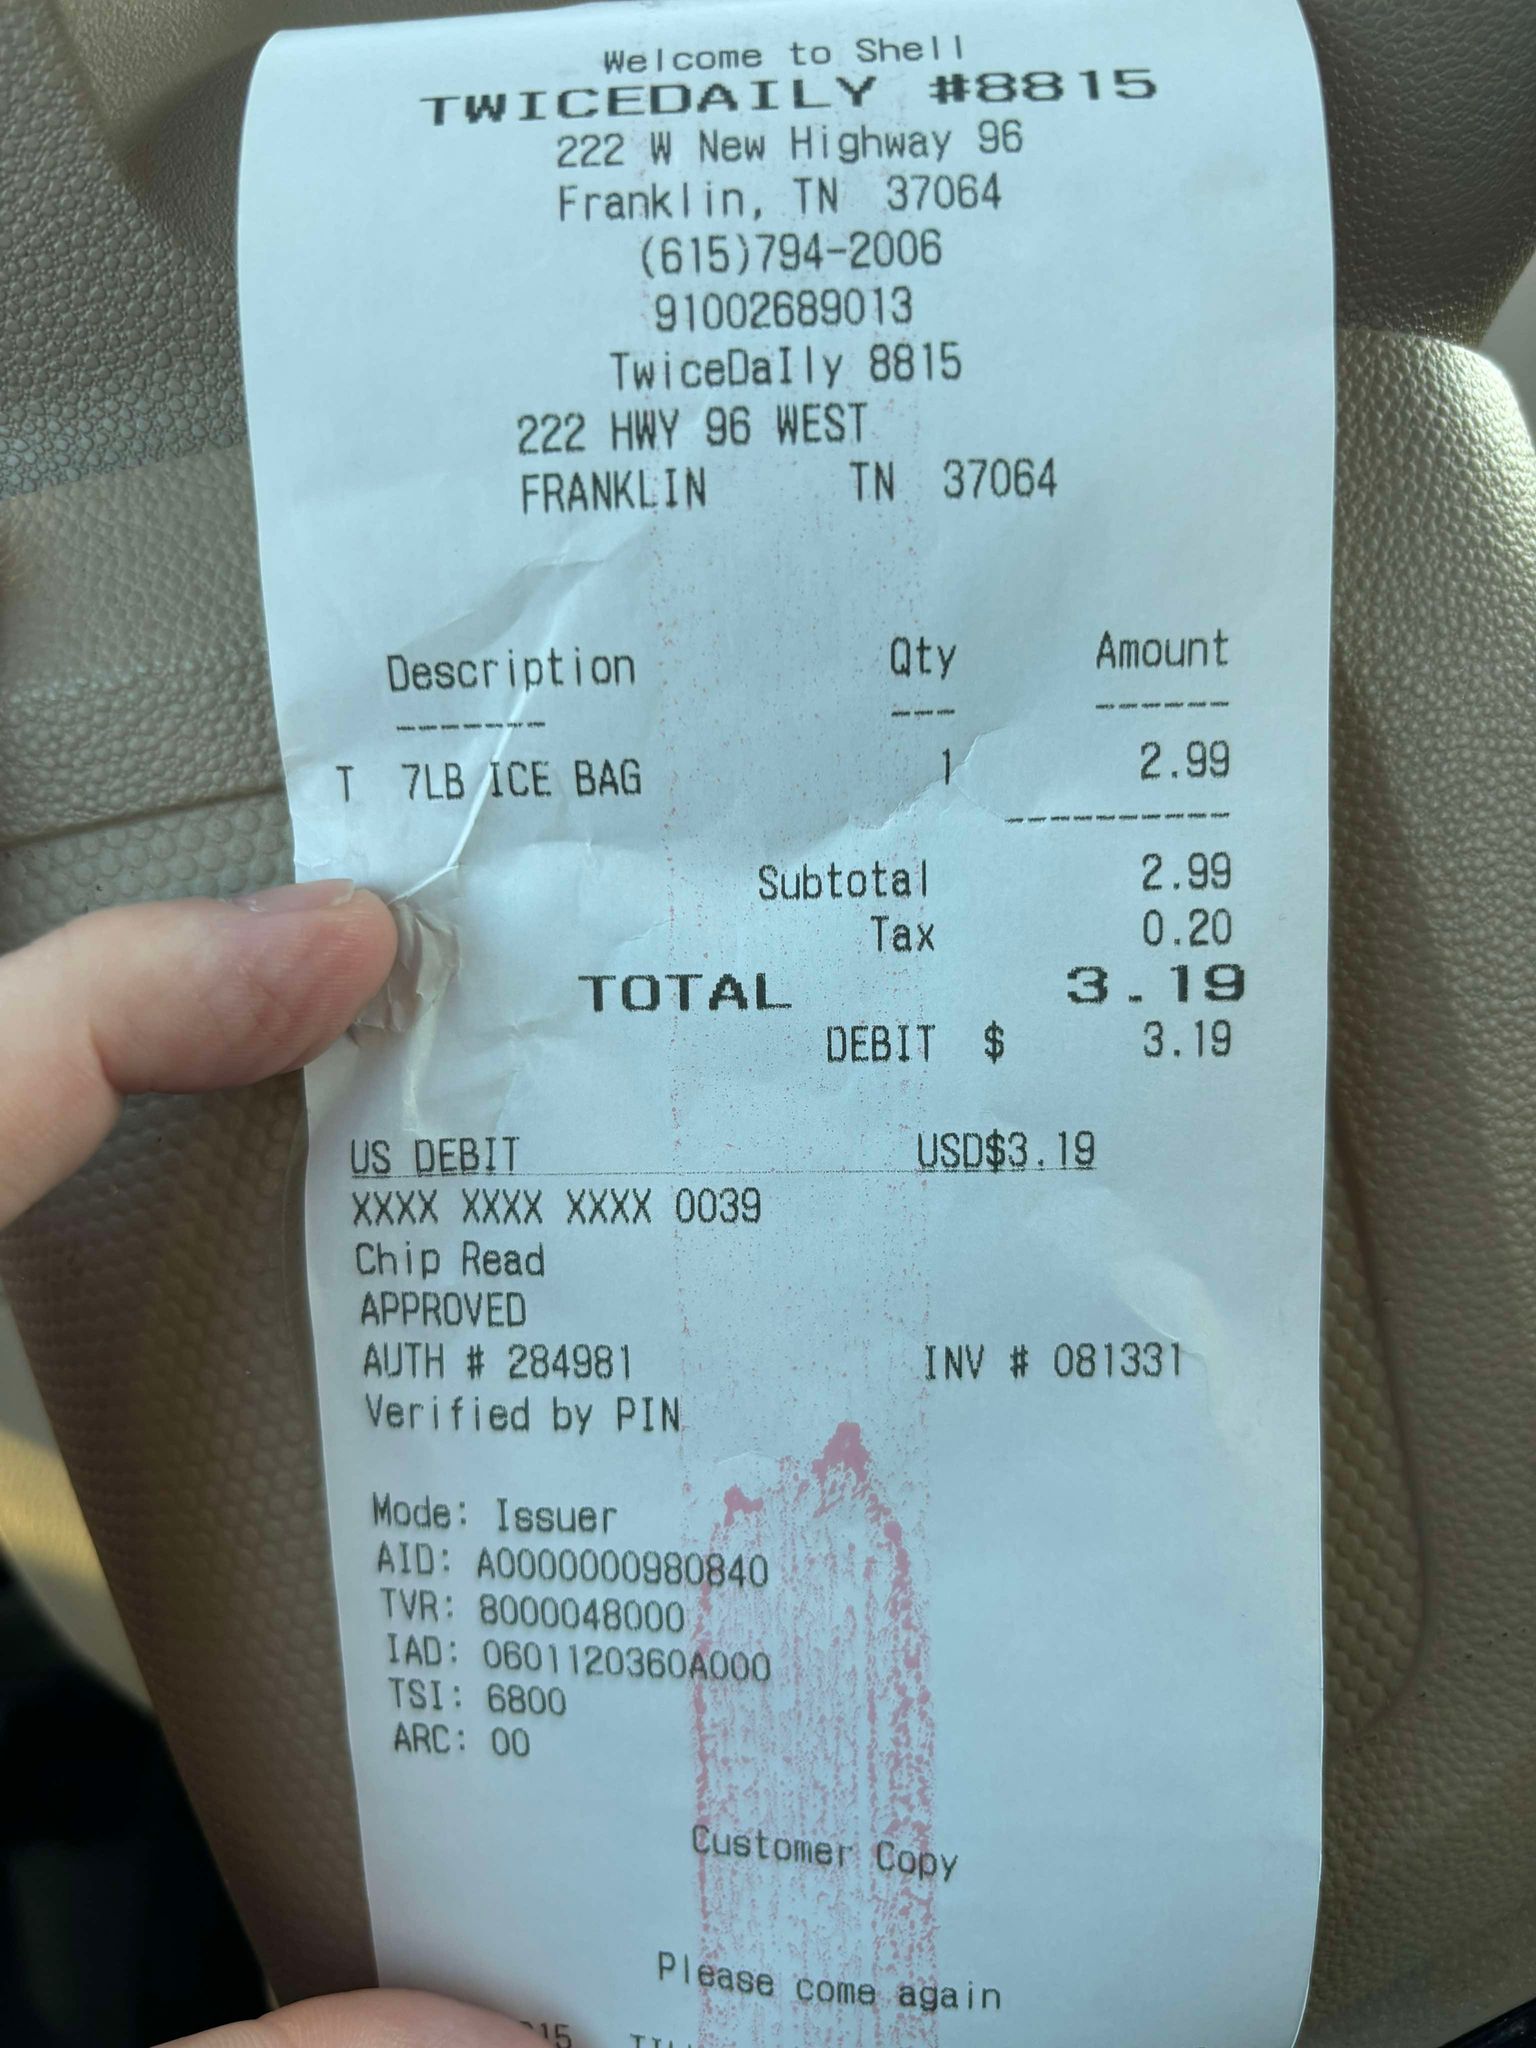 Welcome to Shell
TWICEDAILY #8815
222 W New Highway 96
Franklin, TN 37064
(615)794-2006
91002689013
TwiceDaIly 8815
222 HWY 96 WEST
FRANKLIN TN 37064
Description Qty Amount
------- --- ------
T 7LB ICE BAG 1 2.99
----------
Subtotal 2.99
Tax 0.20
TOTAL 3.19
DEBIT $ 3.19
US DEBIT USD$3.19
XXXX XXXX XXXX 0039
Chip Read
APPROVED
AUTH # 284981 INV # 081331
Verified by PIN
Mode: Issuer
AID: A0000000980840
TVR: 8000048000
IAD: 0601120360A000
TSI: 6800
ARC: 00
Customer Copy
Please come again